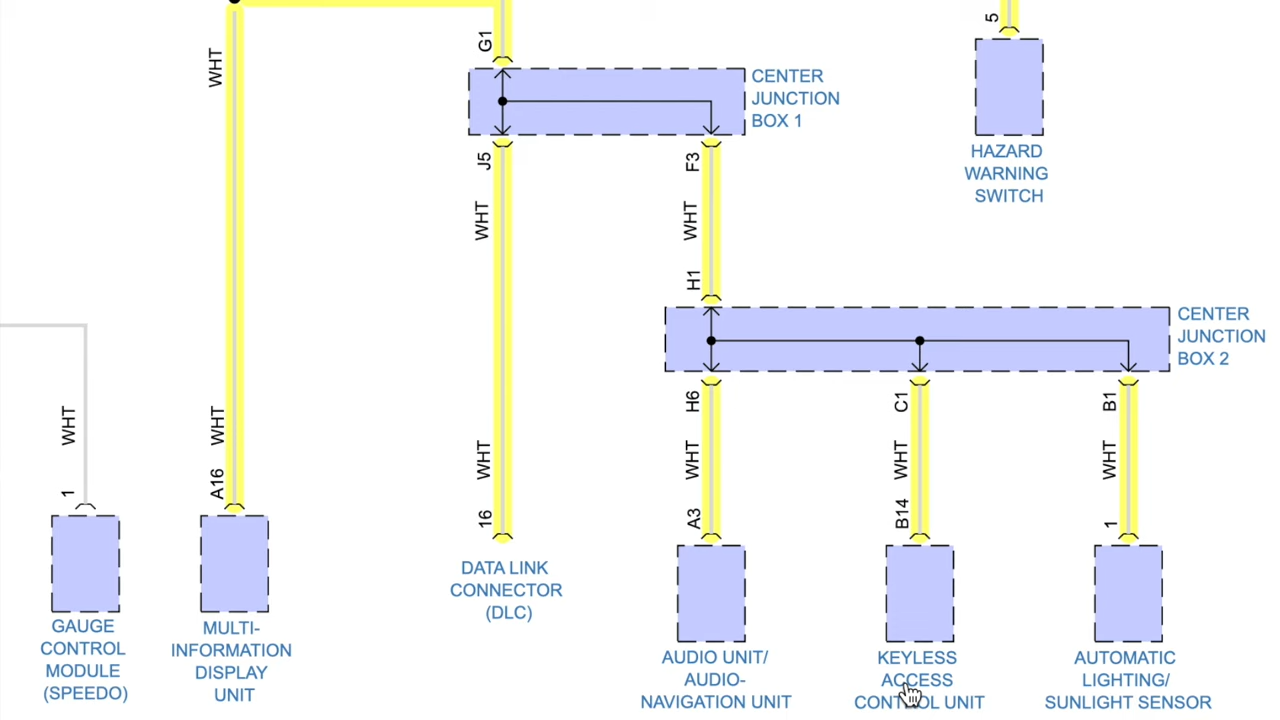 5
WHT
G1
CENTER
JUNCTION
BOX 1
HAZARD
WARNING
SWITCH
J5
F3
WHT
WHT
H1
CENTER
JUNCTION
BOX 2
WHT
WHT
H6
C1
B1
WHT
WHT
WHT
WHT
1
A16
16
A3
B14
1
DATA LINK
CONNECTOR
(DLC)
GAUGE
CONTROL
MODULE
(SPEEDO)
MULTI-
INFORMATION
DISPLAY
UNIT
AUDIO UNIT/
AUDIO-
NAVIGATION UNIT
KEYLESS
ACCESS
CONTROL UNIT
AUTOMATIC
LIGHTING/
SUNLIGHT SENSOR